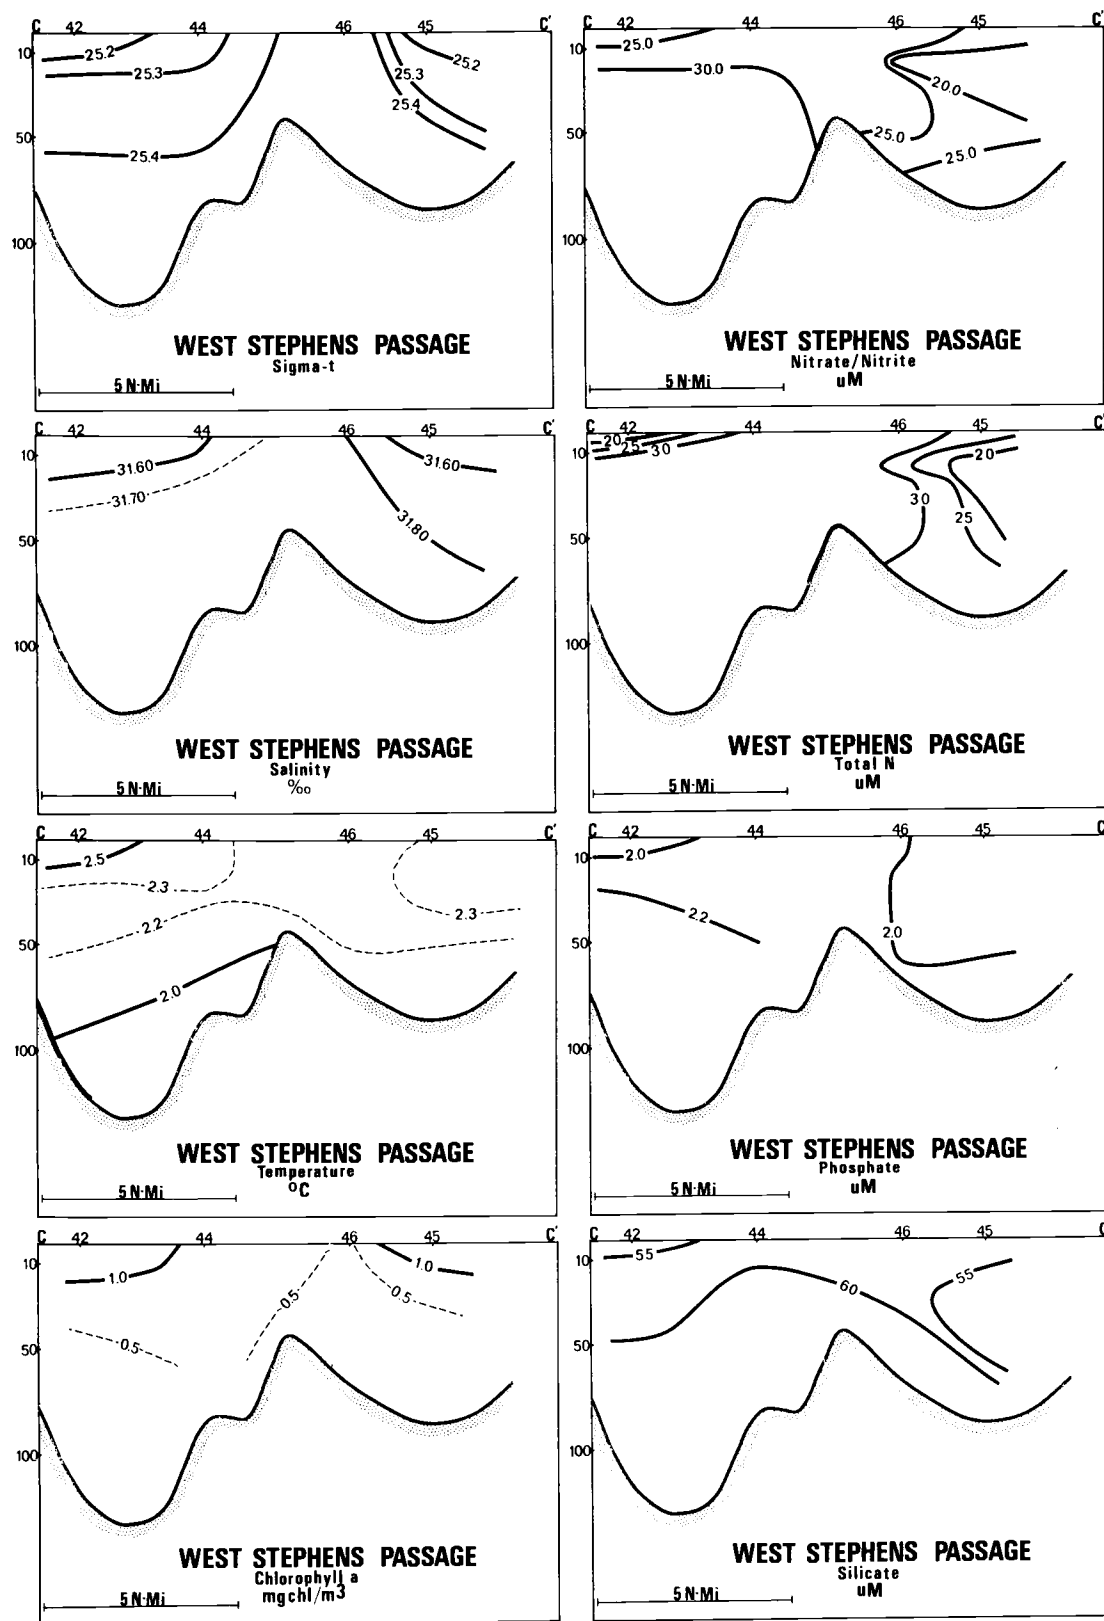 C 42 44 46 45 C'
10
25.2 25.3 25.2
25.3 25.4
50
25.4
100
WEST STEPHENS PASSAGE
Sigma-t
5 N·Mi
C 42 44 46 45 C'
10 25.0
30.0 20.0
50 25.0
25.0
100
WEST STEPHENS PASSAGE
Nitrate/Nitrite
uM
5 N·Mi
C 42 44 46 45 C'
10
31.60 31.60
31.70
31.80
50
100
WEST STEPHENS PASSAGE
Salinity
‰
5 N·Mi
C 42 44 46 45 C'
20
10 25 30 20
30 25
50
100
WEST STEPHENS PASSAGE
Total N
uM
5 N·Mi
C 42 44 46 45 C'
10 2.5
2.3 2.3
2.2
50
2.0
100
WEST STEPHENS PASSAGE
Temperature
°C
5 N·Mi
C 42 44 46 45 C'
10 2.0
2.2
50 2.0
100
WEST STEPHENS PASSAGE
Phosphate
uM
5 N·Mi
C 42 44 46 45 C'
10 1.0 1.0
0.5 0.5
0.5
50
100
WEST STEPHENS PASSAGE
Chlorophyll a
mgchl/m3
5 N·Mi
C 42 44 46 45 C'
10 55 55
60
50
100
WEST STEPHENS PASSAGE
Silicate
uM
5 N·Mi